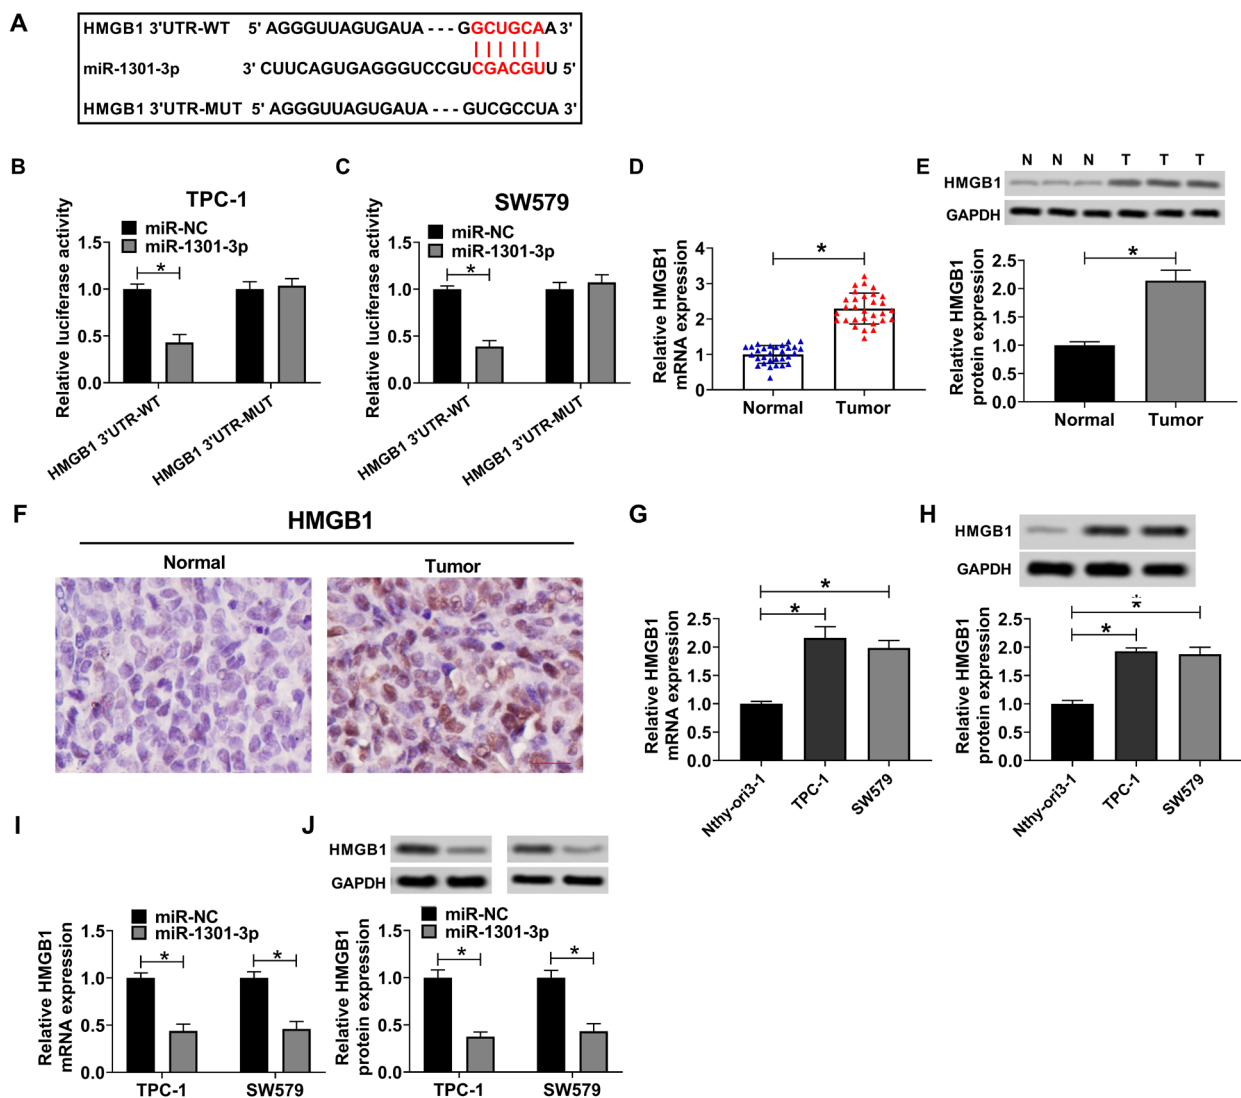 A
HMGB1 3'UTR-WT 5' AGGGUUAGUGAUA - - - GGCUGCAA 3'
miR-1301-3p 3' CUUCAGUGAGGGUCCGUCGACGUU 5'
HMGB1 3'UTR-MUT 5' AGGGUUAGUGAUA - - - GUCGCCUA 3'
B
TPC-1
miR-NC
miR-1301-3p
Relative luciferase activity
1.5
1.0
0.5
0.0
*
HMGB1 3'UTR-WT
HMGB1 3'UTR-MUT
C
SW579
miR-NC
miR-1301-3p
Relative luciferase activity
1.5
1.0
0.5
0.0
*
HMGB1 3'UTR-WT
HMGB1 3'UTR-MUT
D
Relative HMGB1
mRNA expression
4
3
2
1
0
*
Normal Tumor
E
N N N T T T
HMGB1
GAPDH
Relative HMGB1
protein expression
2.5
2.0
1.5
1.0
0.5
0.0
*
Normal Tumor
F
HMGB1
Normal Tumor
G
Relative HMGB1
mRNA expression
2.5
2.0
1.5
1.0
0.5
0.0
*
*
Nthy-ori3-1
TPC-1
SW579
H
HMGB1
GAPDH
Relative HMGB1
protein expression
2.5
2.0
1.5
1.0
0.5
0.0
*
*
Nthy-ori3-1
TPC-1
SW579
I
miR-NC
miR-1301-3p
Relative HMGB1
mRNA expression
1.5
1.0
0.5
0.0
* *
TPC-1 SW579
J
HMGB1
GAPDH
miR-NC
miR-1301-3p
Relative HMGB1
protein expression
1.5
1.0
0.5
0.0
* *
TPC-1 SW579